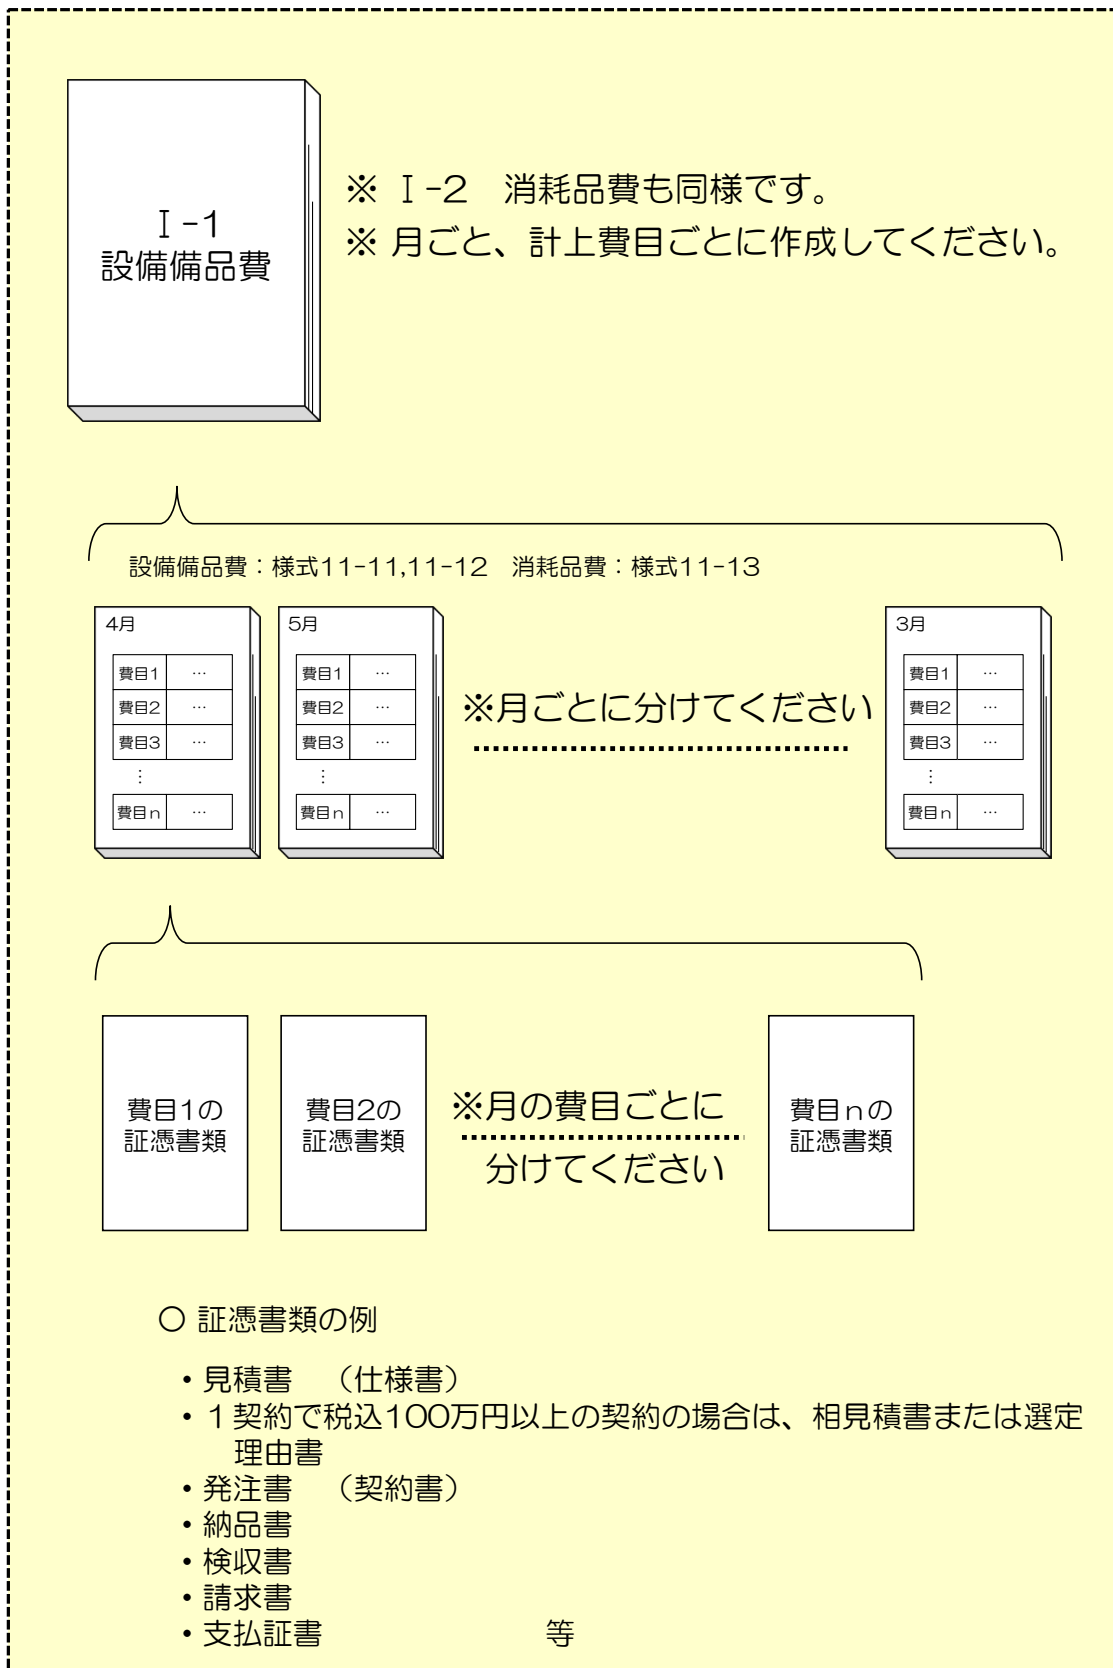 Ⅰ-1
設備備品費
※ Ⅰ-2　消耗品費も同様です。
※ 月ごと、計上費目ごとに作成してください。
設備備品費：様式11-11,11-12　消耗品費：様式11-13
4月
費目1 …
費目2 …
費目3 …
⋮
費目n …
5月
費目1 …
費目2 …
費目3 …
⋮
費目n …
※月ごとに分けてください
3月
費目1 …
費目2 …
費目3 …
⋮
費目n …
費目1の
証憑書類
費目2の
証憑書類
※月の費目ごとに
分けてください
費目nの
証憑書類
○ 証憑書類の例
・見積書　（仕様書）
・１契約で税込100万円以上の契約の場合は、相見積書または選定
理由書
・発注書　（契約書）
・納品書
・検収書
・請求書
・支払証書　　　　　　　等